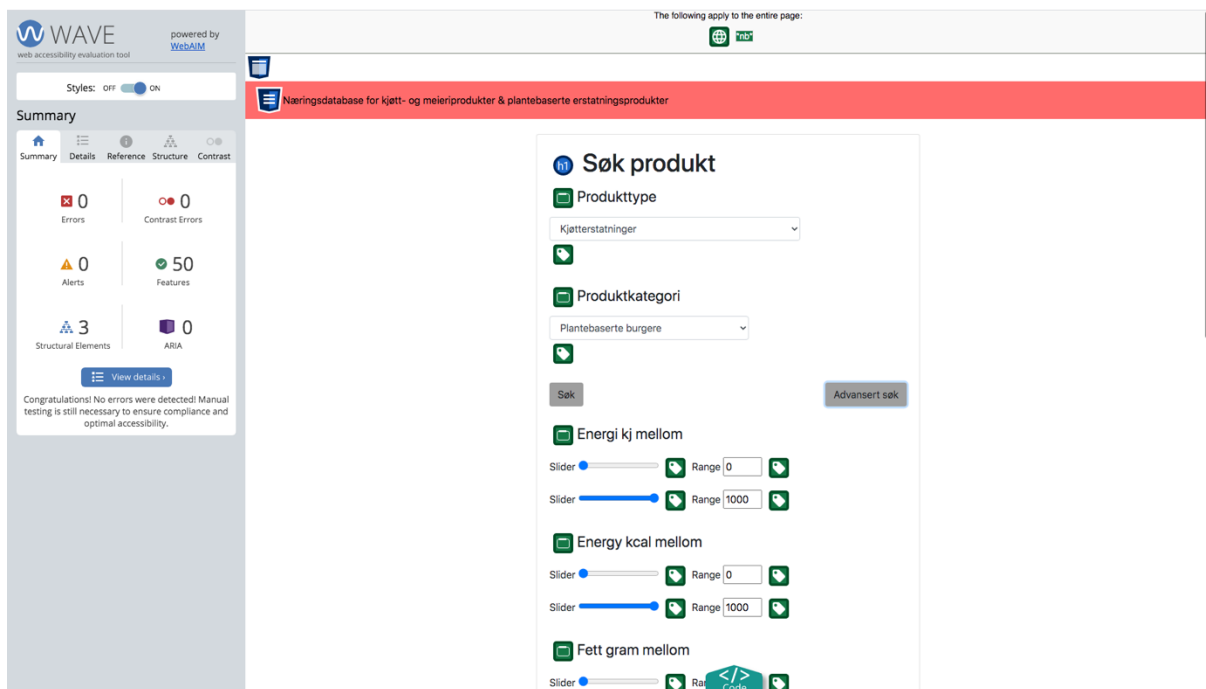 WAVE
powered by
WebAIM
web accessibility evaluation tool
Styles: OFF ON
Summary
Summary Details Reference Structure Contrast
0
Errors
0
Contrast Errors
0
Alerts
50
Features
3
Structural Elements
0
ARIA
View details ›
Congratulations! No errors were detected! Manual
testing is still necessary to ensure compliance and
optimal accessibility.
The following apply to the entire page:
"nb"
Næringsdatabase for kjøtt- og meieriprodukter & plantebaserte erstatningsprodukter
h1 Søk produkt
Produkttype
Kjøtterstatninger
Produktkategori
Plantebaserte burgere
Søk Advansert søk
Energi kj mellom
Slider Range 0
Slider Range 1000
Energy kcal mellom
Slider Range 0
Slider Range 1000
Fett gram mellom
Slider
</>
Code